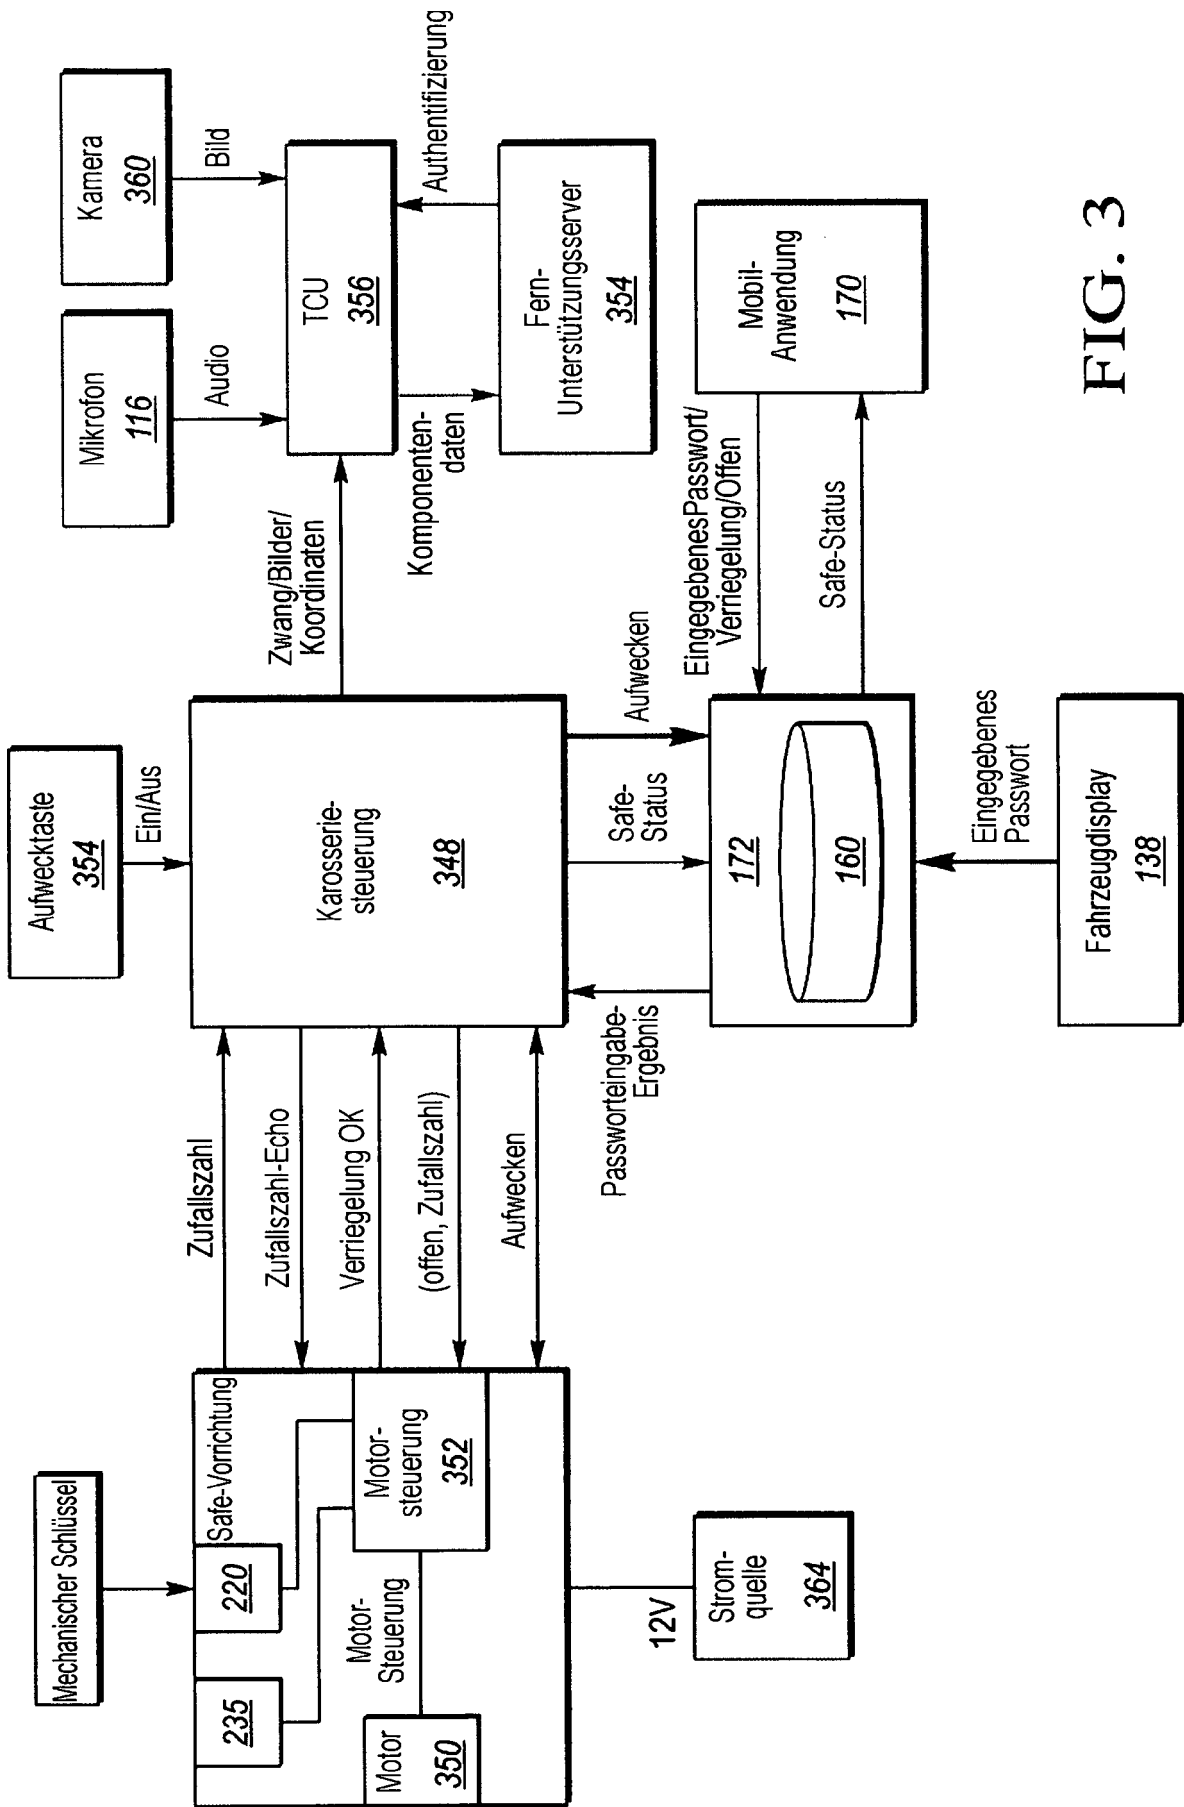 Mechanischer Schlüssel
235
220
Safe-Vorrichtung
Motor
350
Motor-
Steuerung
Motor-
steuerung
352
12V
Strom-
quelle
364
Zufallszahl
Zufallszahl-Echo
Verriegelung OK
(offen, Zufallszahl)
Aufwecken
Aufwecktaste
354
Ein/Aus
Karosserie-
steuerung
348
Passworteingabe-
Ergebnis
Safe-
Status
Aufwecken
172
160
Eingegebenes
Passwort
Fahrzeugdisplay
138
Zwang/Bilder/
Koordinaten
Mikrofon
116
Audio
Kamera
360
Bild
TCU
356
Komponenten-
daten
Authentifizierung
Fern-
Unterstützungsserver
354
EingegebenesPasswort/
Verriegelung/Offen
Safe-Status
Mobil-
Anwendung
170
FIG. 3